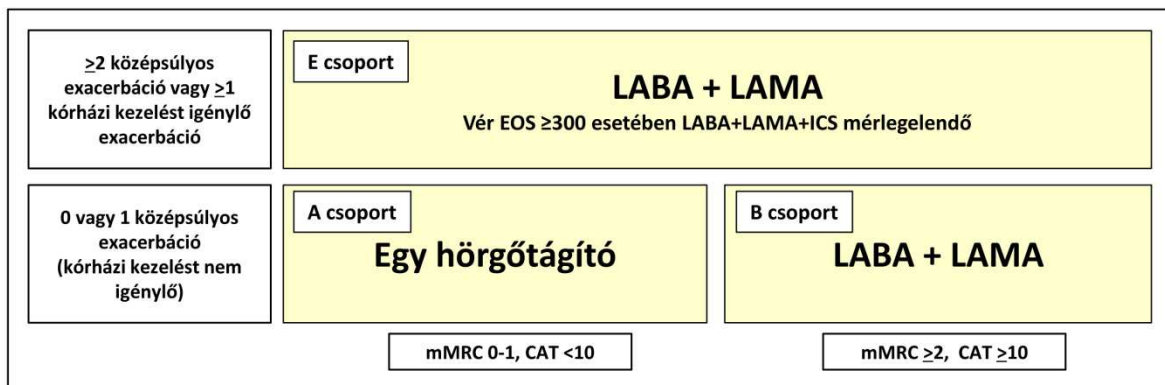 ≥2 középsúlyos
exacerbáció vagy ≥1
kórházi kezelést igénylő
exacerbáció
E csoport
LABA + LAMA
Vér EOS ≥300 esetében LABA+LAMA+ICS mérlegelendő
0 vagy 1 középsúlyos
exacerbáció
(kórházi kezelést nem
igénylő)
A csoport
Egy hörgőtágító
B csoport
LABA + LAMA
mMRC 0-1, CAT <10
mMRC ≥2, CAT ≥10